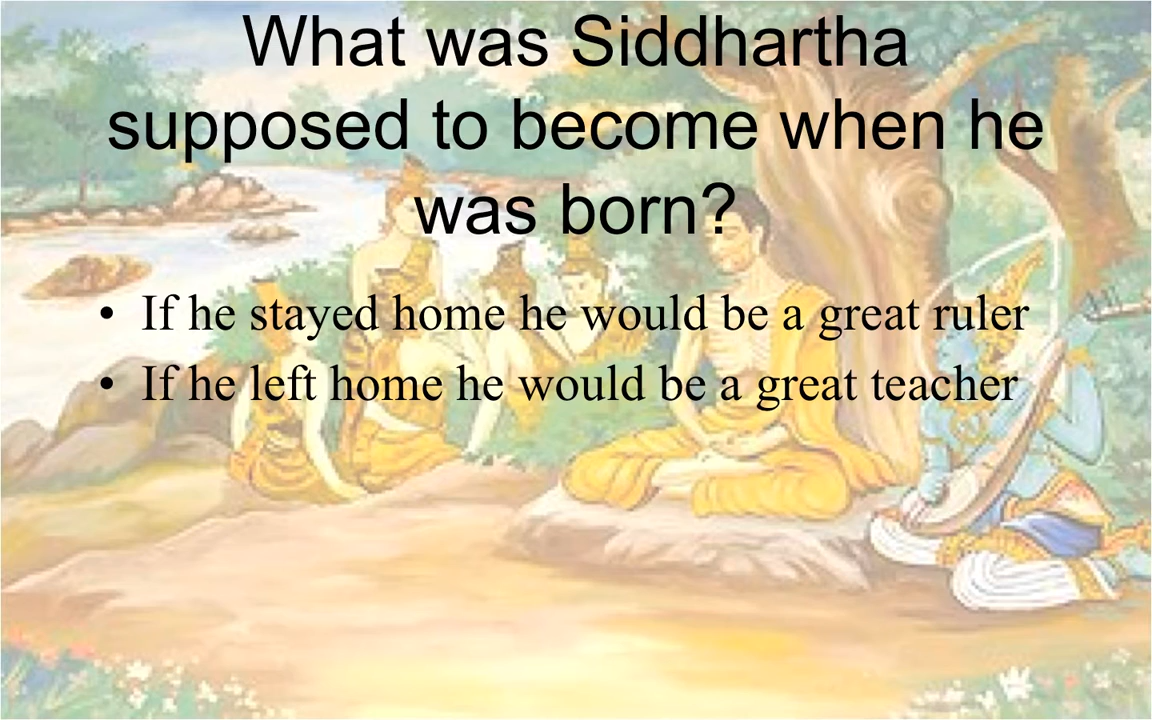 What was Siddhartha
supposed to become when he
was born?
• If he stayed home he would be a great ruler
• If he left home he would be a great teacher